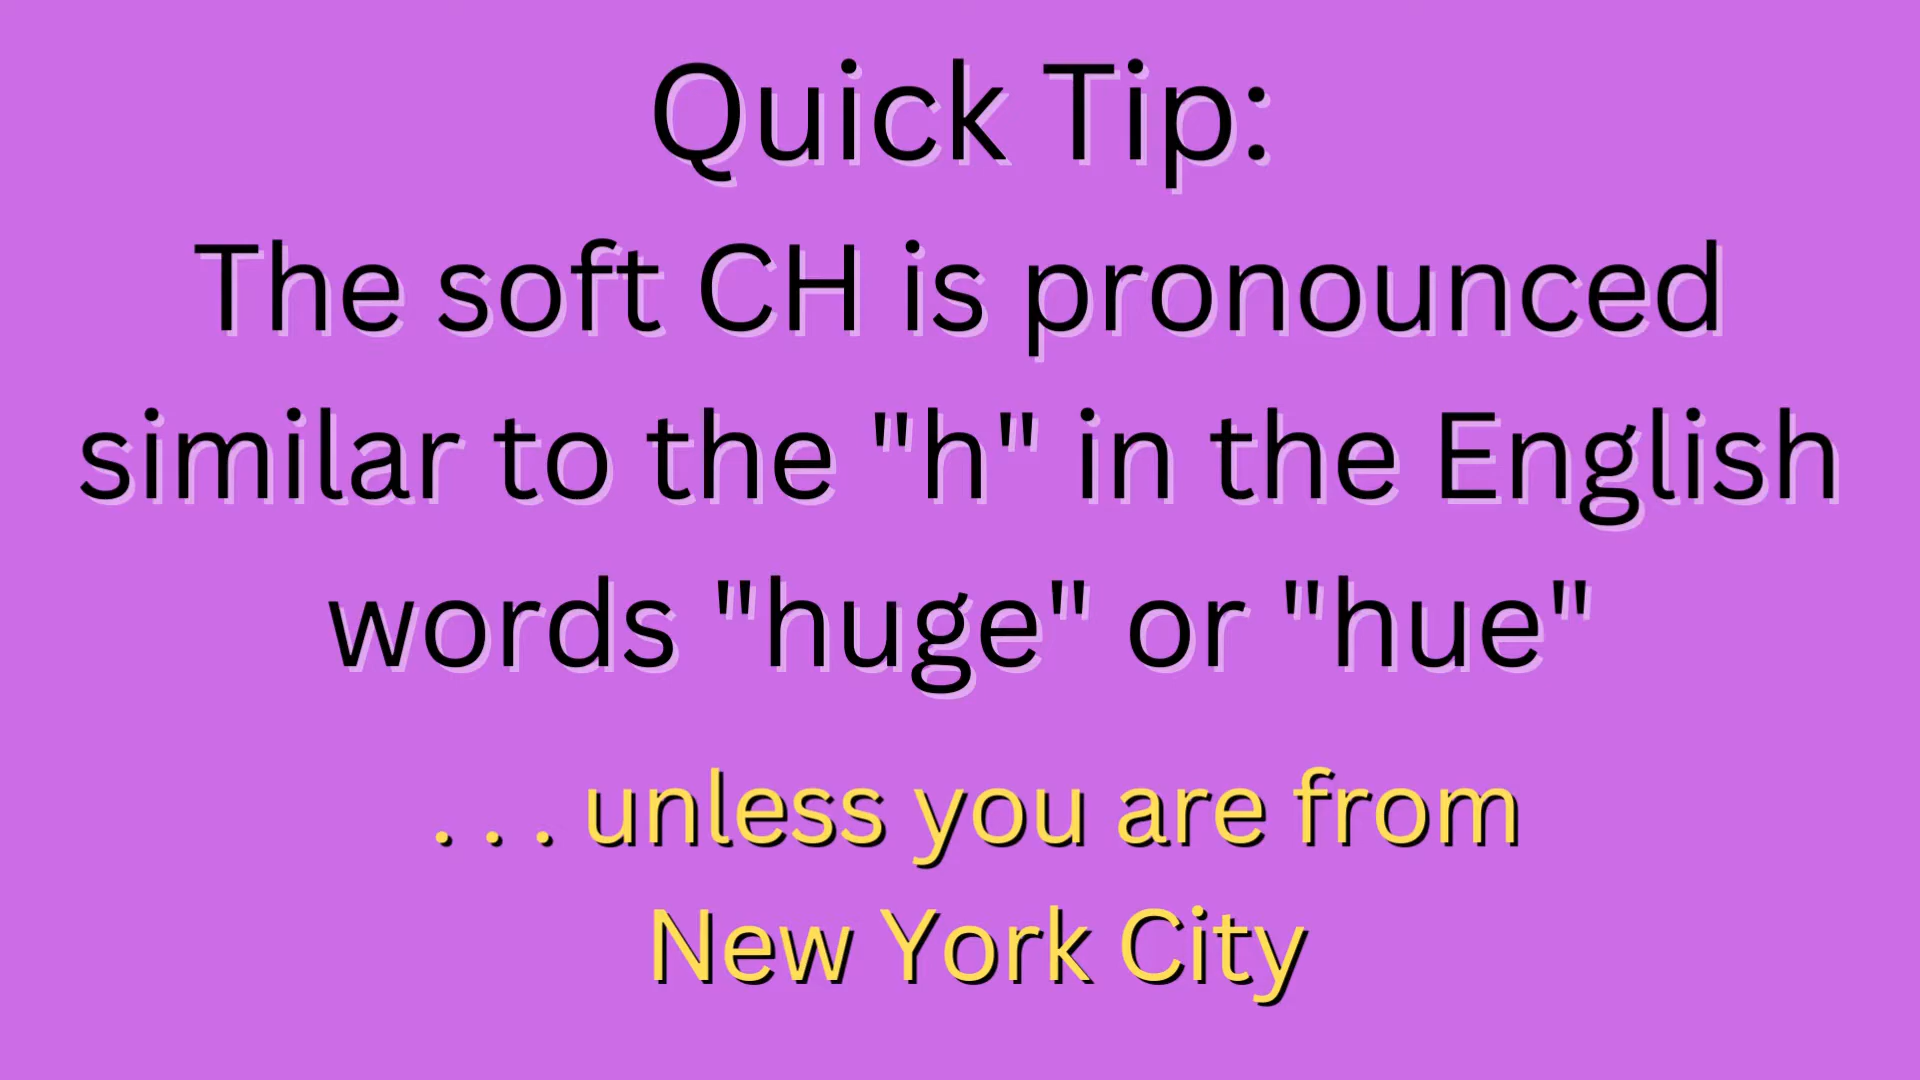 Quick Tip:
The soft CH is pronounced
similar to the "h" in the English
words "huge" or "hue"
. . . unless you are from
New York City